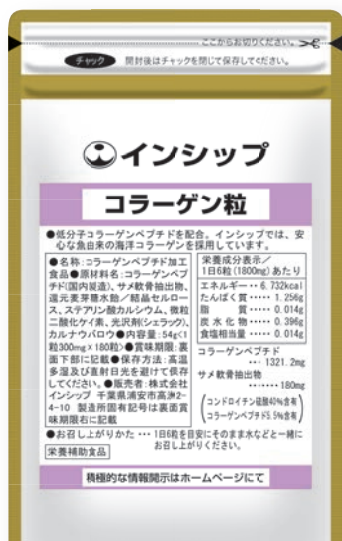 ここからお切りください。
チャック 開封後はチャックを閉じて保存してください。
インシップ
コラーゲン粒
●低分子コラーゲンペプチドを配合。インシップでは、安
心な魚由来の海洋コラーゲンを採用しています。
●名称:コラーゲンペプチド加工
食品●原材料名:コラーゲンペプ
チド(国内製造)、サメ軟骨抽出物、
還元麦芽糖水飴/結晶セルロー
ス、ステアリン酸カルシウム、微粒
二酸化ケイ素、光沢剤(シェラック)、
カルナウバロウ●内容量:54g<1
粒300mg×180粒>●賞味期限:裏
面下部に記載●保存方法:高温
多湿及び直射日光を避けて保存
してください。●販売者:株式会社
インシップ 千葉県浦安市高洲2-
4-10 製造所固有記号は裏面賞
味期限右に記載
栄養成分表示/
1日6粒(1800mg)あたり
エネルギー‥ 6.732kcal
たんぱく質‥‥‥ 1.256g
脂 質‥‥‥ 0.014g
炭水化物‥‥‥ 0.396g
食塩相当量‥‥‥ 0.014g
コラーゲンペプチド
‥‥1321.2mg
サメ軟骨抽出物
‥‥‥‥180mg
(コンドロイチン硫酸40%含有
コラーゲンペプチド5.5%含有)
●お召し上がりかた‥‥1日6粒を目安にそのまま水などと一緒に
お召し上がりください。
栄養補助食品
積極的な情報開示はホームページにて